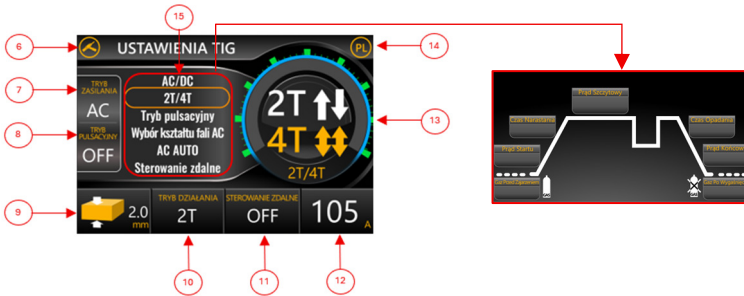 15
6
USTAWIENIA TIG
PL
14
7
TRYB
ZASILANIA
AC
8
TRYB
PULSACYJNY
OFF
AC/DC
2T/4T
Tryb pulsacyjny
Wybór kształtu fali AC
AC AUTO
Sterowanie zdalne
2T
4T
2T/4T
13
9
2.0
mm
TRYB DZIAŁANIA
2T
STEROWANIE ZDALNE
OFF
105
A
10
11
12
Prąd Szczytowy
Czas Narastania
Czas Opadania
Prąd Startu
Prąd Końcowy